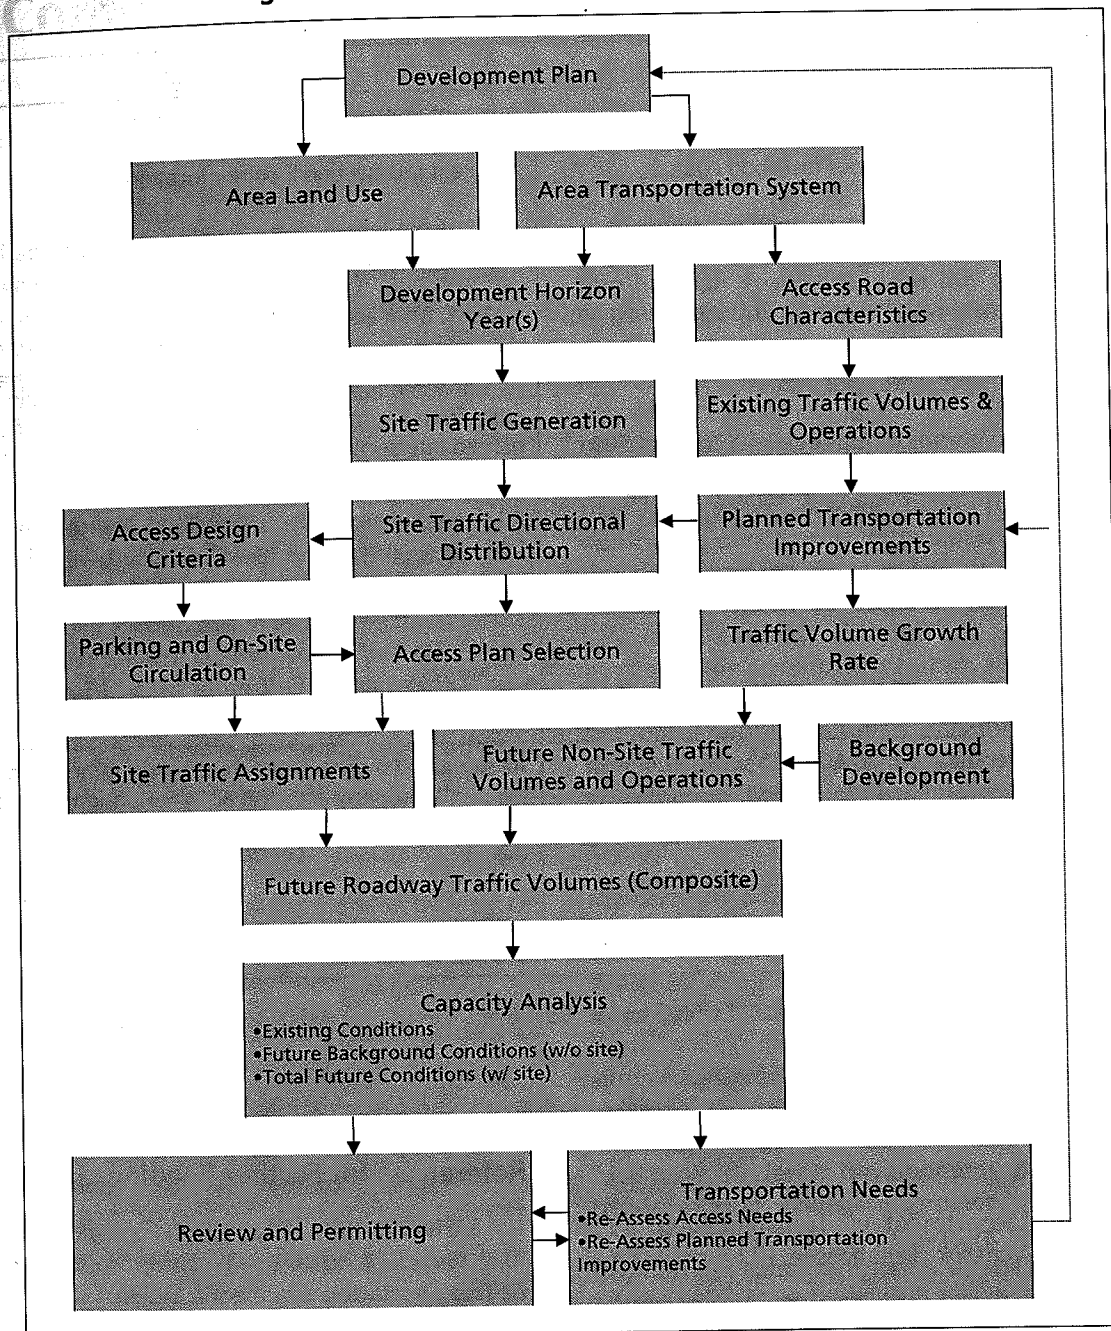 Development Plan
Area Land Use
Area Transportation System
Development Horizon
Year(s)
Access Road
Characteristics
Site Traffic Generation
Existing Traffic Volumes &
Operations
Access Design
Criteria
Site Traffic Directional
Distribution
Planned Transportation
Improvements
Parking and On-Site
Circulation
Access Plan Selection
Traffic Volume Growth
Rate
Site Traffic Assignments
Future Non-Site Traffic
Volumes and Operations
Background
Development
Future Roadway Traffic Volumes (Composite)
Capacity Analysis
•Existing Conditions
•Future Background Conditions (w/o site)
•Total Future Conditions (w/ site)
Review and Permitting
Transportation Needs
•Re-Assess Access Needs
•Re-Assess Planned Transportation
Improvements